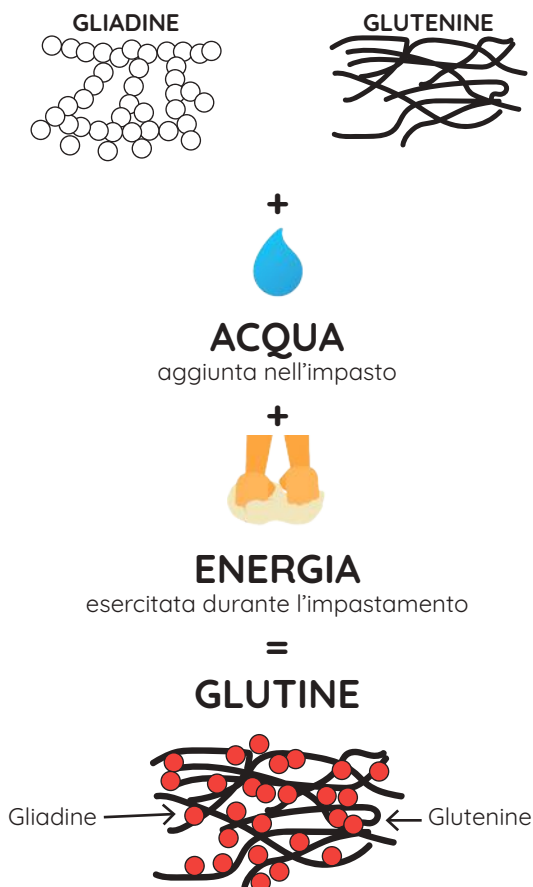 GLIADINE
GLUTENINE
+
ACQUA
aggiunta nell'impasto
+
ENERGIA
esercitata durante l'impastamento
=
GLUTINE
Gliadine
Glutenine